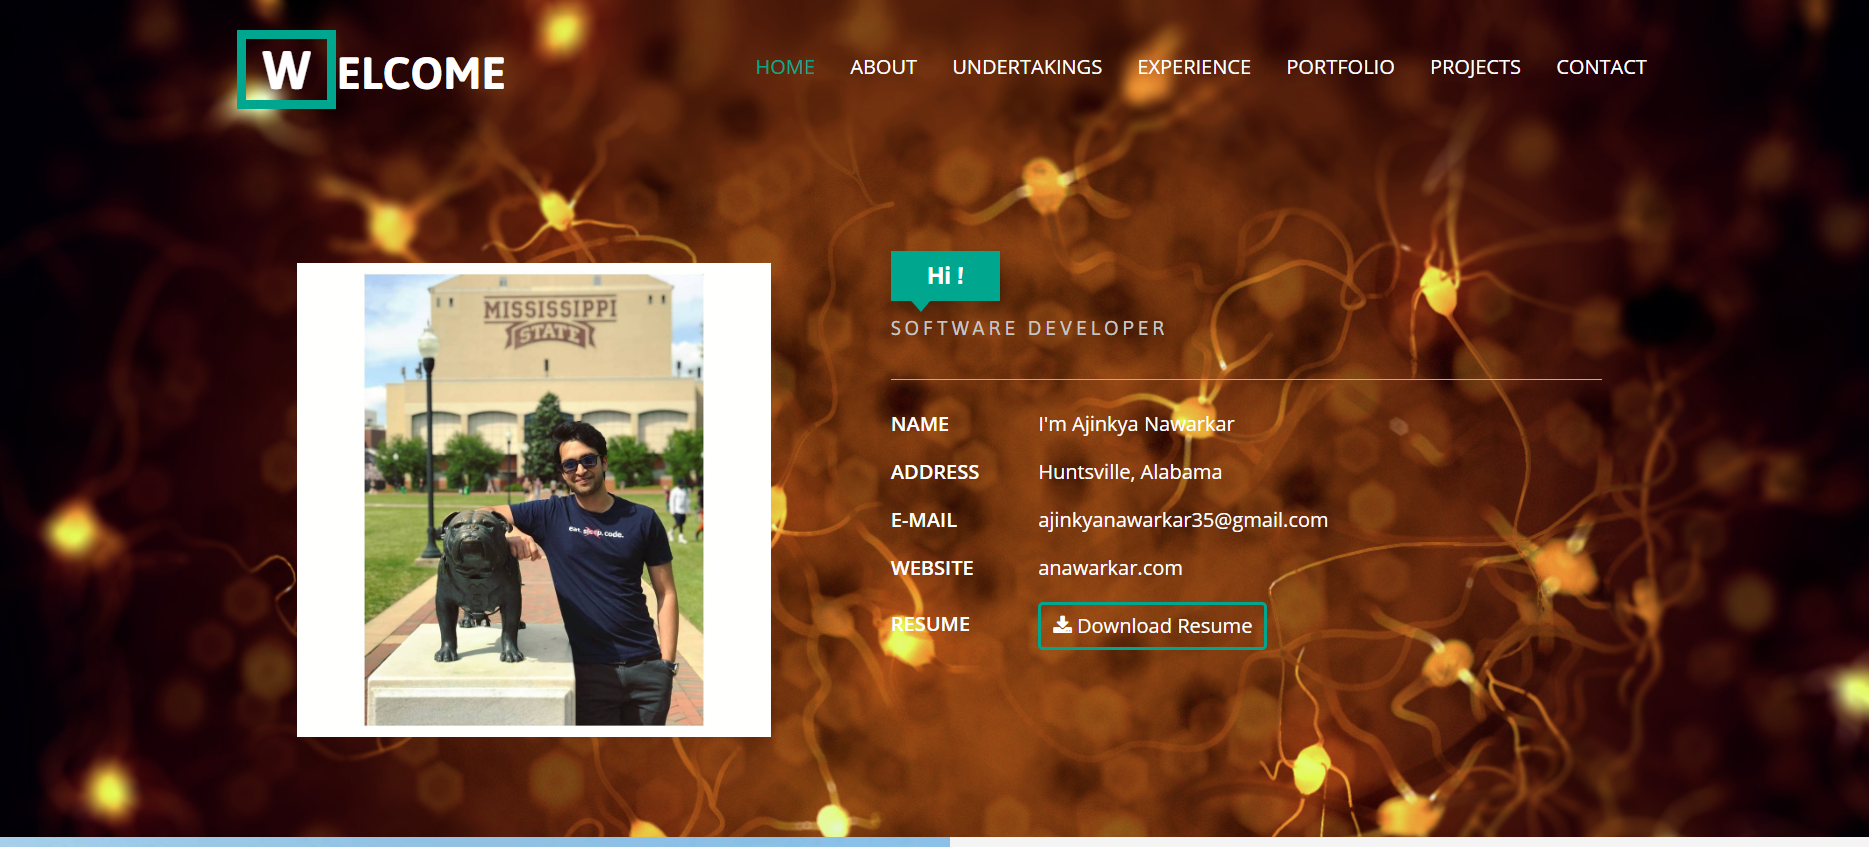 WELCOME
HOME ABOUT UNDERTAKINGS EXPERIENCE PORTFOLIO PROJECTS CONTACT
MISSISSIPPI
STATE
eat. sleep. code.
Hi !
SOFTWARE DEVELOPER
NAME I'm Ajinkya Nawarkar
ADDRESS Huntsville, Alabama
E-MAIL ajinkyanawarkar35@gmail.com
WEBSITE anawarkar.com
RESUME Download Resume